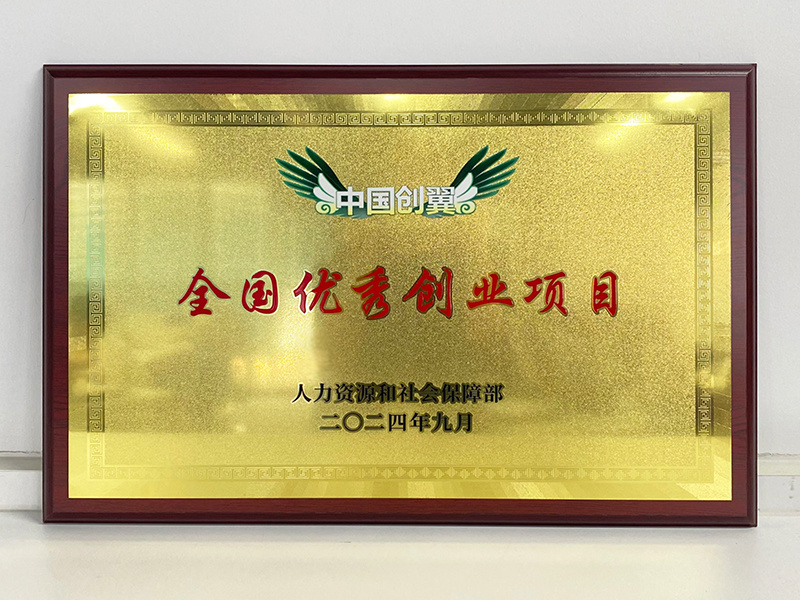 中国创翼
全国优秀创业项目
人力资源和社会保障部
二〇二四年九月